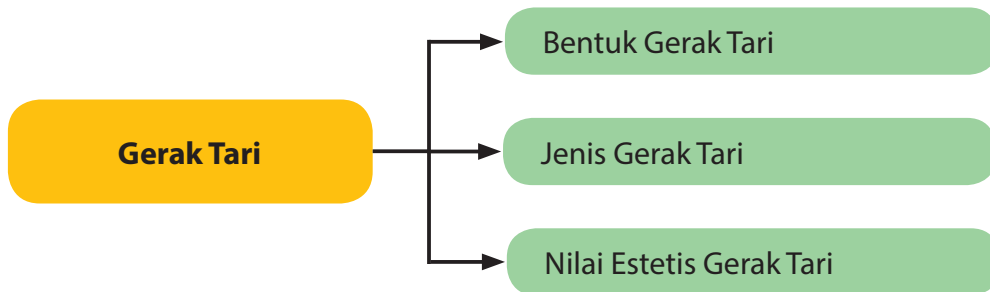 Bentuk Gerak Tari
Gerak Tari
Jenis Gerak Tari
Nilai Estetis Gerak Tari